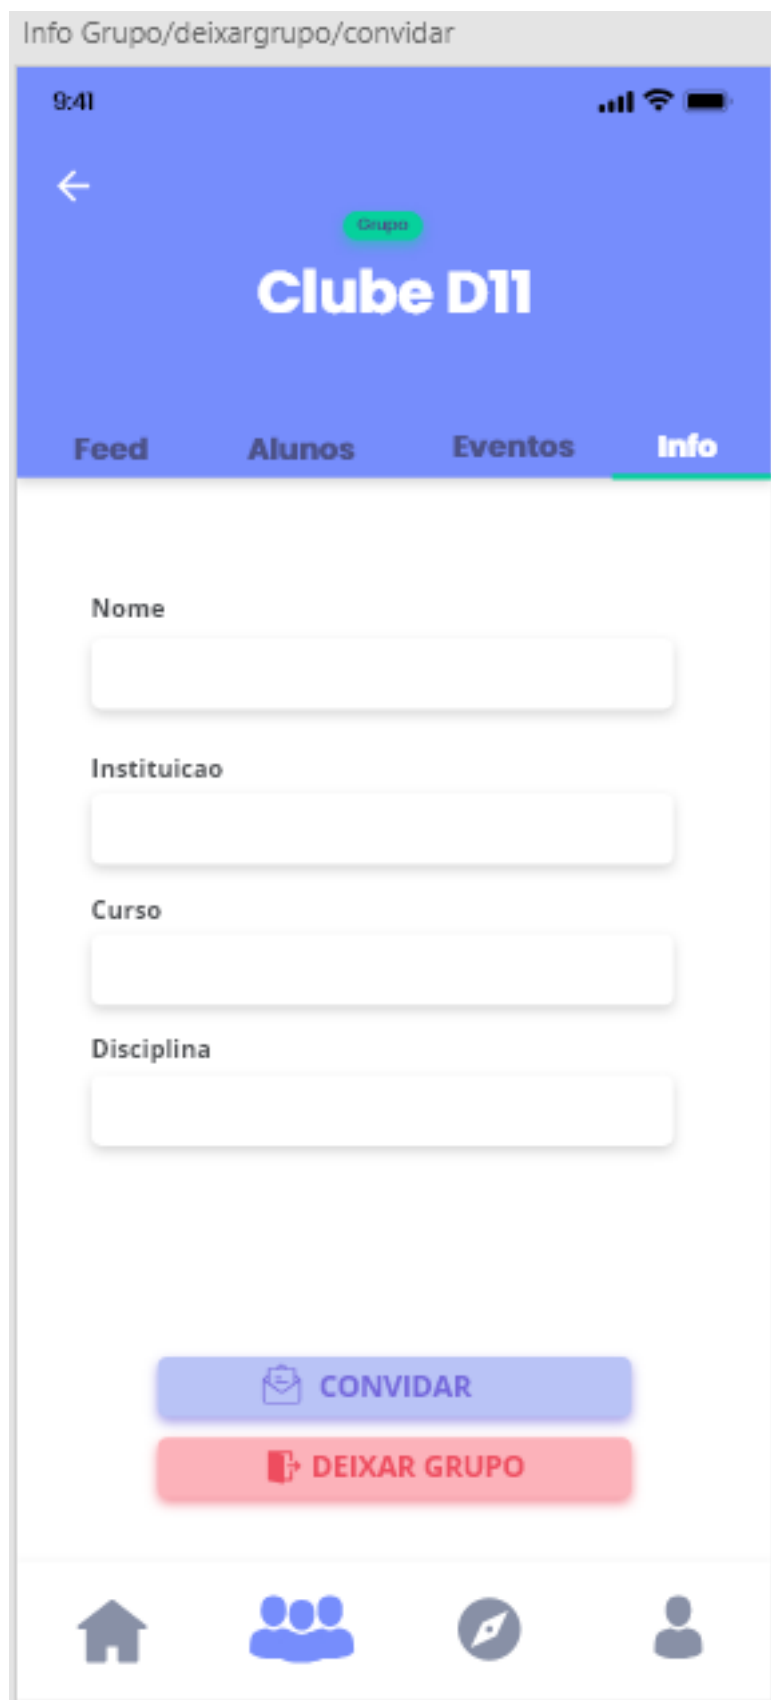 Info Grupo/deixargrupo/convidar
9:41
Grupo
Clube D11
Feed Alunos Eventos Info
Nome
Instituicao
Curso
Disciplina
CONVIDAR
DEIXAR GRUPO